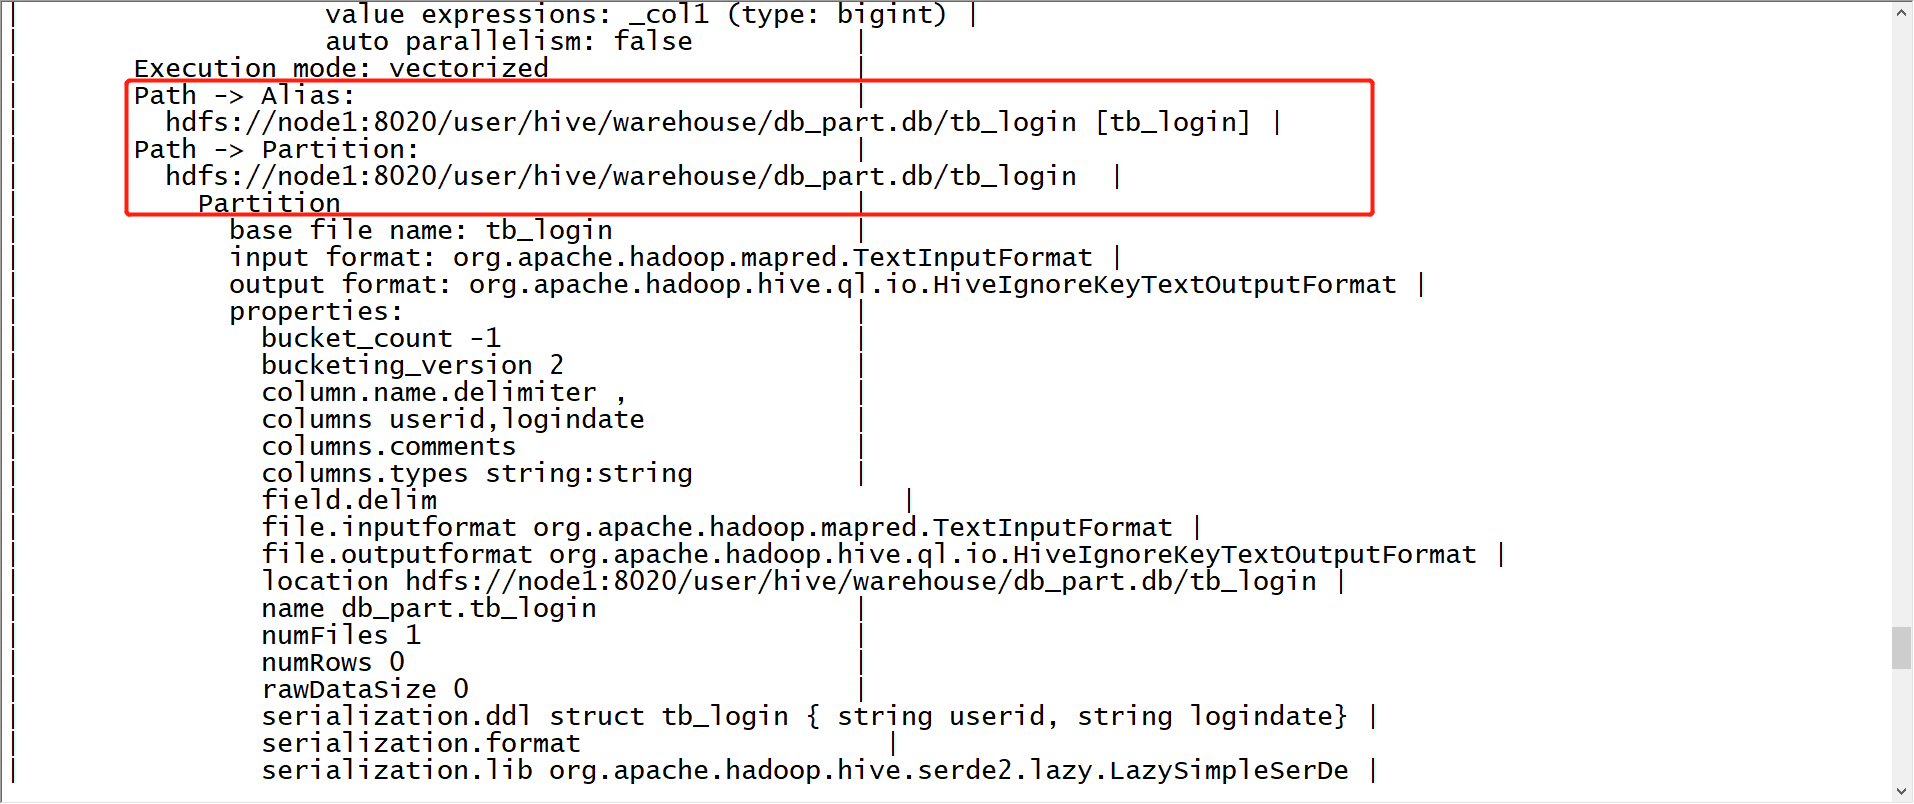 |                   value expressions: _col1 (type: bigint) |
|                   auto parallelism: false          |
|       Execution mode: vectorized                   |
|       Path -> Alias:                               |
|         hdfs://node1:8020/user/hive/warehouse/db_part.db/tb_login [tb_login] |
|       Path -> Partition:                           |
|         hdfs://node1:8020/user/hive/warehouse/db_part.db/tb_login  |
|           Partition                                |
|             base file name: tb_login               |
|             input format: org.apache.hadoop.mapred.TextInputFormat |
|             output format: org.apache.hadoop.hive.ql.io.HiveIgnoreKeyTextOutputFormat |
|             properties:                            |
|               bucket_count -1                      |
|               bucketing_version 2                  |
|               column.name.delimiter ,              |
|               columns userid,logindate             |
|               columns.comments                     |
|               columns.types string:string          |
|               field.delim                             |
|               file.inputformat org.apache.hadoop.mapred.TextInputFormat |
|               file.outputformat org.apache.hadoop.hive.ql.io.HiveIgnoreKeyTextOutputFormat |
|               location hdfs://node1:8020/user/hive/warehouse/db_part.db/tb_login |
|               name db_part.tb_login                |
|               numFiles 1                           |
|               numRows 0                            |
|               rawDataSize 0                        |
|               serialization.ddl struct tb_login { string userid, string logindate} |
|               serialization.format                   |
|               serialization.lib org.apache.hadoop.hive.serde2.lazy.LazySimpleSerDe |